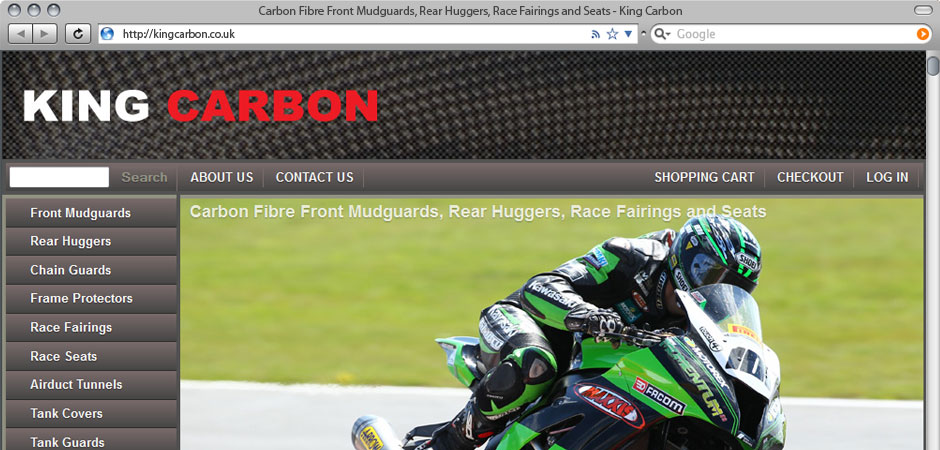 Carbon Fibre Front Mudguards, Rear Huggers, Race Fairings and Seats - King Carbon
http://kingcarbon.co.uk
Google
KING CARBON
Search
ABOUT US
CONTACT US
SHOPPING CART
CHECKOUT
LOG IN
Front Mudguards
Rear Huggers
Chain Guards
Frame Protectors
Race Fairings
Race Seats
Airduct Tunnels
Tank Covers
Tank Guards
Carbon Fibre Front Mudguards, Rear Huggers, Race Fairings and Seats
SHOEI
Kawasaki
MAXXIS
FACOM